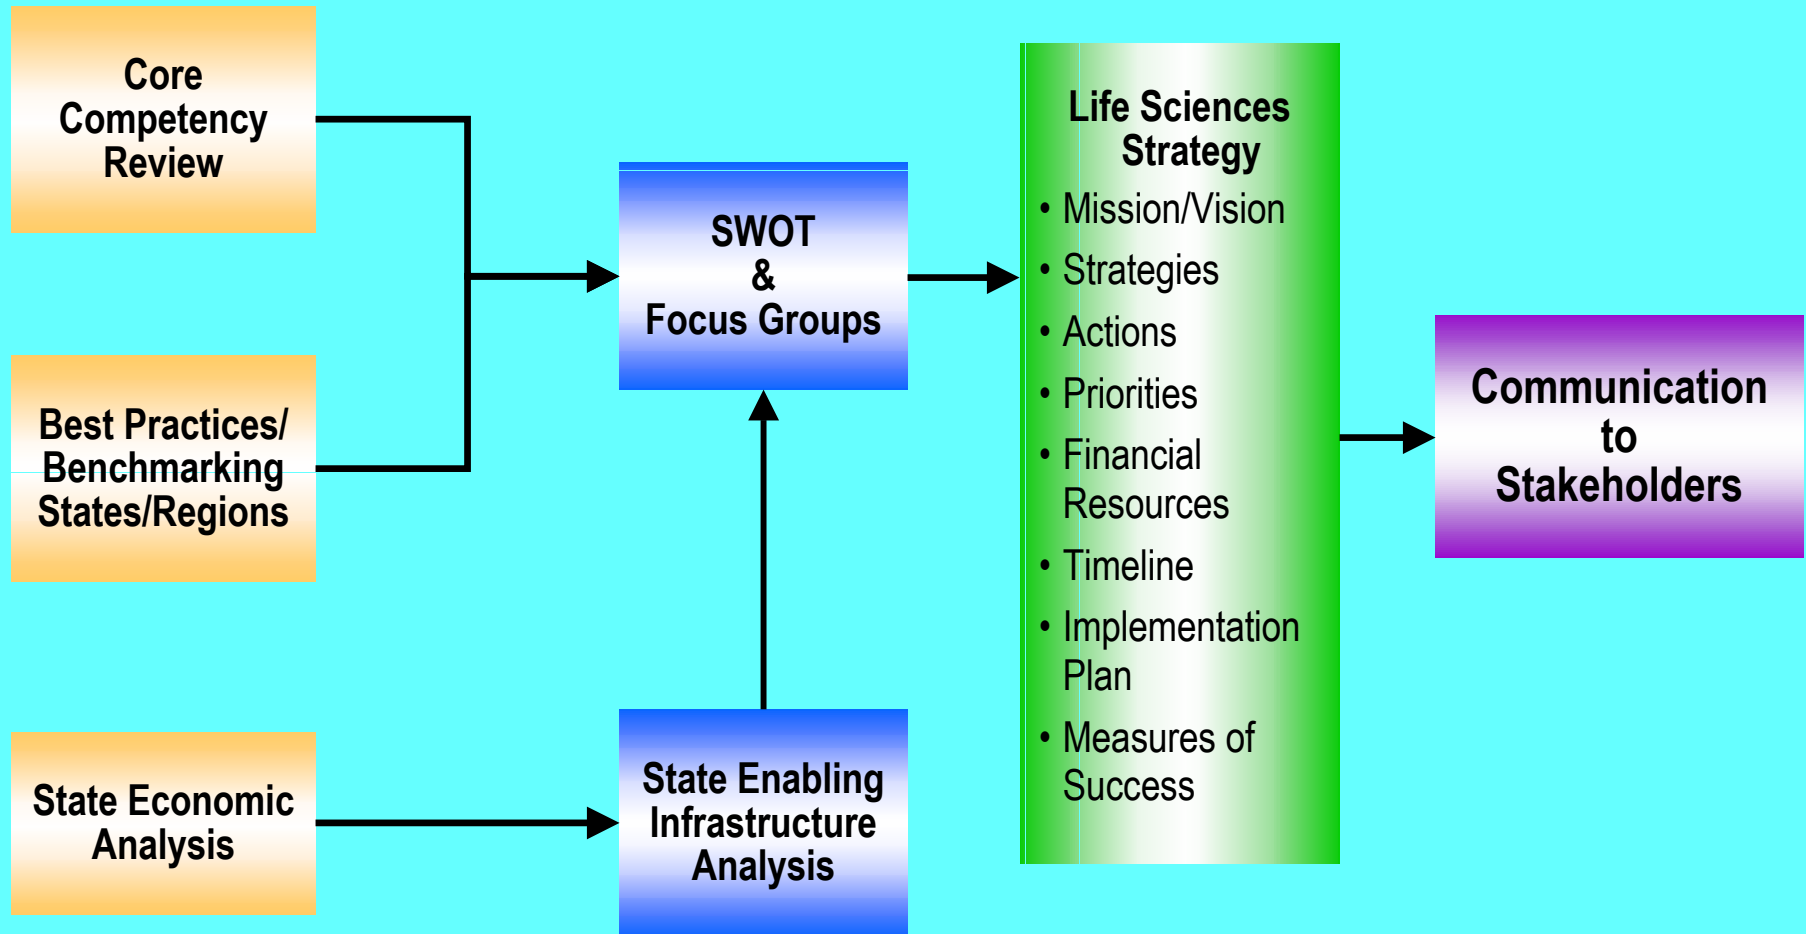 Core
Competency
Review
Best Practices/
Benchmarking
States/Regions
State Economic
Analysis
SWOT
&
Focus Groups
State Enabling
Infrastructure
Analysis
Life Sciences
Strategy
• Mission/Vision
• Strategies
• Actions
• Priorities
• Financial
Resources
• Timeline
• Implementation
Plan
• Measures of
Success
Communication
to
Stakeholders